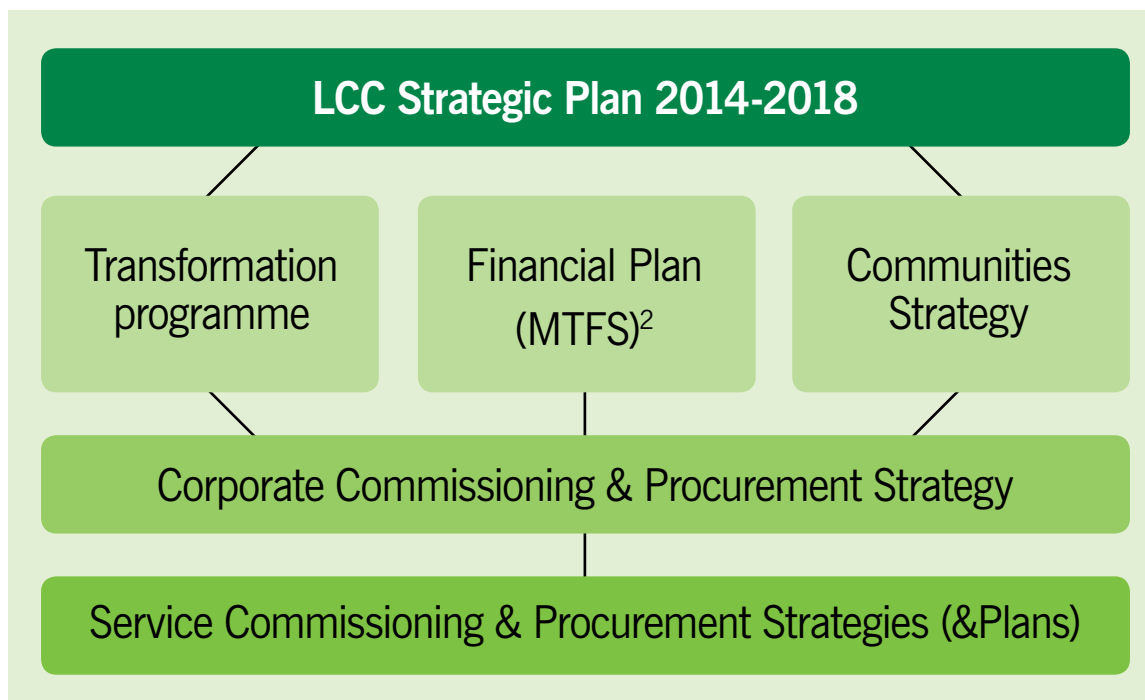 LCC Strategic Plan 2014-2018
Transformation
programme
Financial Plan
(MTFS)²
Communities
Strategy
Corporate Commissioning & Procurement Strategy
Service Commissioning & Procurement Strategies (&Plans)